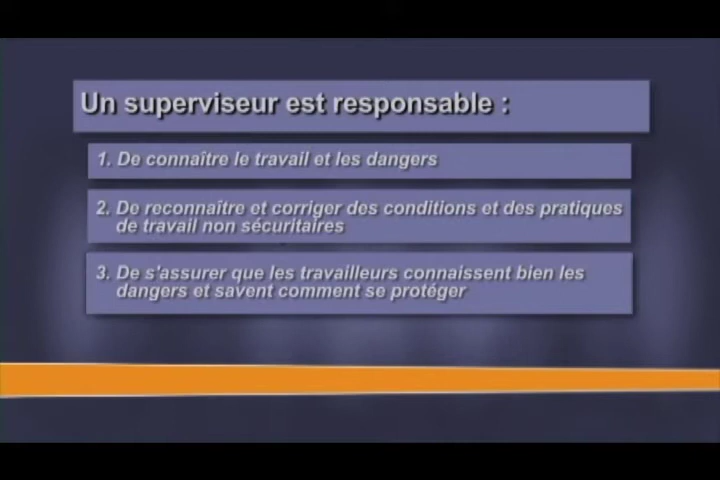 Un superviseur est responsable :
1. De connaître le travail et les dangers
2. De reconnaître et corriger des conditions et des pratiques
de travail non sécuritaires
3. De s'assurer que les travailleurs connaissent bien les
dangers et savent comment se protéger